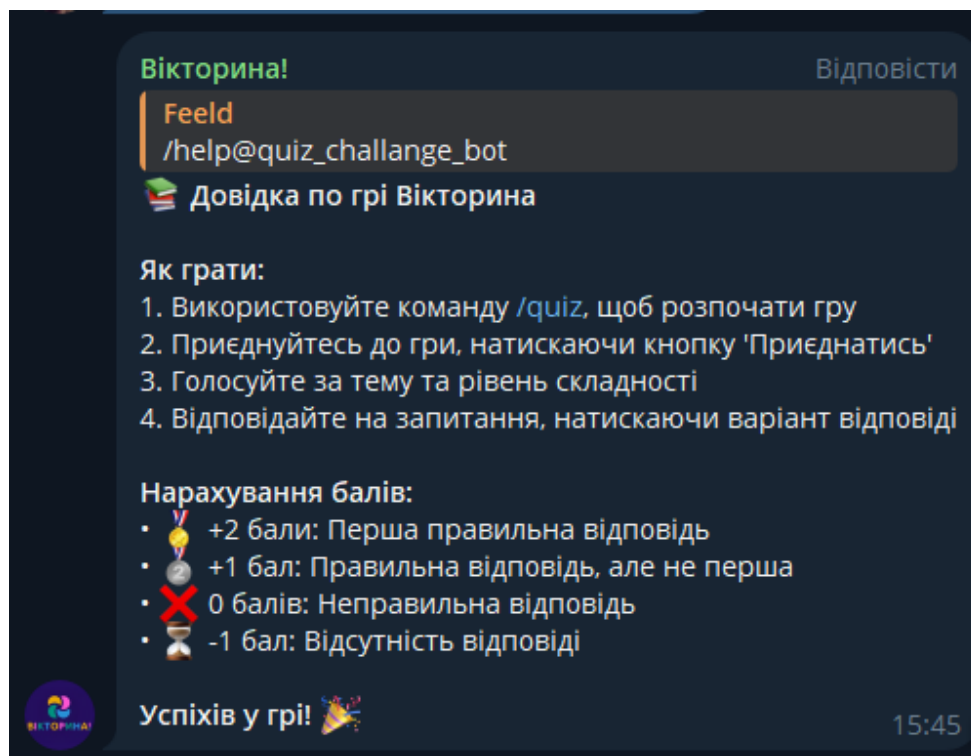 Вікторина!
Відповісти
Feeld
/help@quiz_challange_bot
📚 Довідка по грі Вікторина
Як грати:
1. Використовуйте команду /quiz, щоб розпочати гру
2. Приєднуйтесь до гри, натискаючи кнопку 'Приєднатись'
3. Голосуйте за тему та рівень складності
4. Відповідайте на запитання, натискаючи варіант відповіді
Нарахування балів:
• 🥇 +2 бали: Перша правильна відповідь
• 🥈 +1 бал: Правильна відповідь, але не перша
• ❌ 0 балів: Неправильна відповідь
• ⏳ -1 бал: Відсутність відповіді
Успіхів у грі! 🎉
ВІКТОРИНА!
15:45